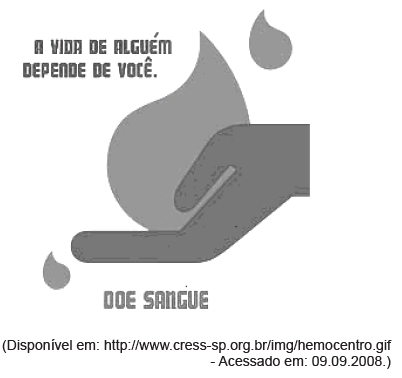 A VIDA DE ALGUÉM
DEPENDE DE VOCÊ.
DOE SANGUE
(Disponível em: http://www.cress-sp.org.br/img/hemocentro.gif
- Acessado em: 09.09.2008.)